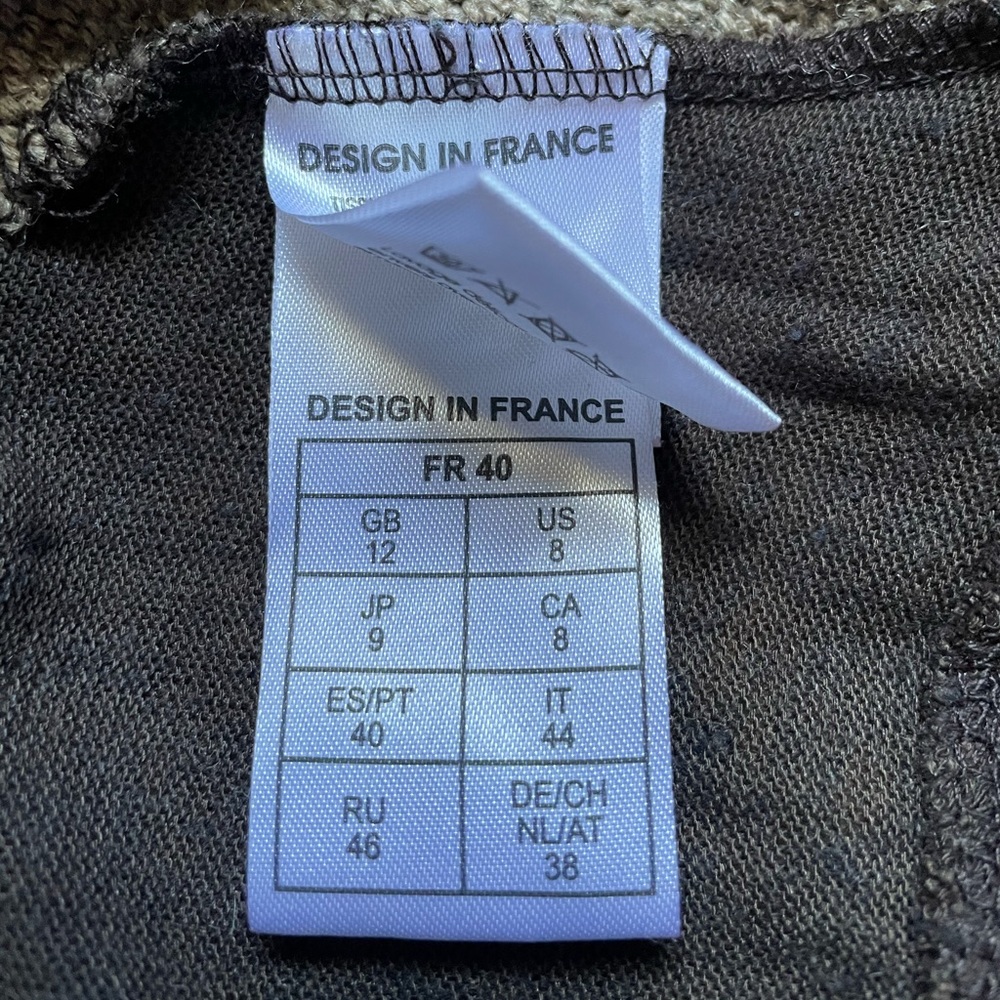 DESIGN IN FRANCE
DESIGN IN FRANCE
FR 40
GB US
12 8
JP CA
9 8
ES/PT IT
40 44
RU DE/CH
46 NL/AT
38